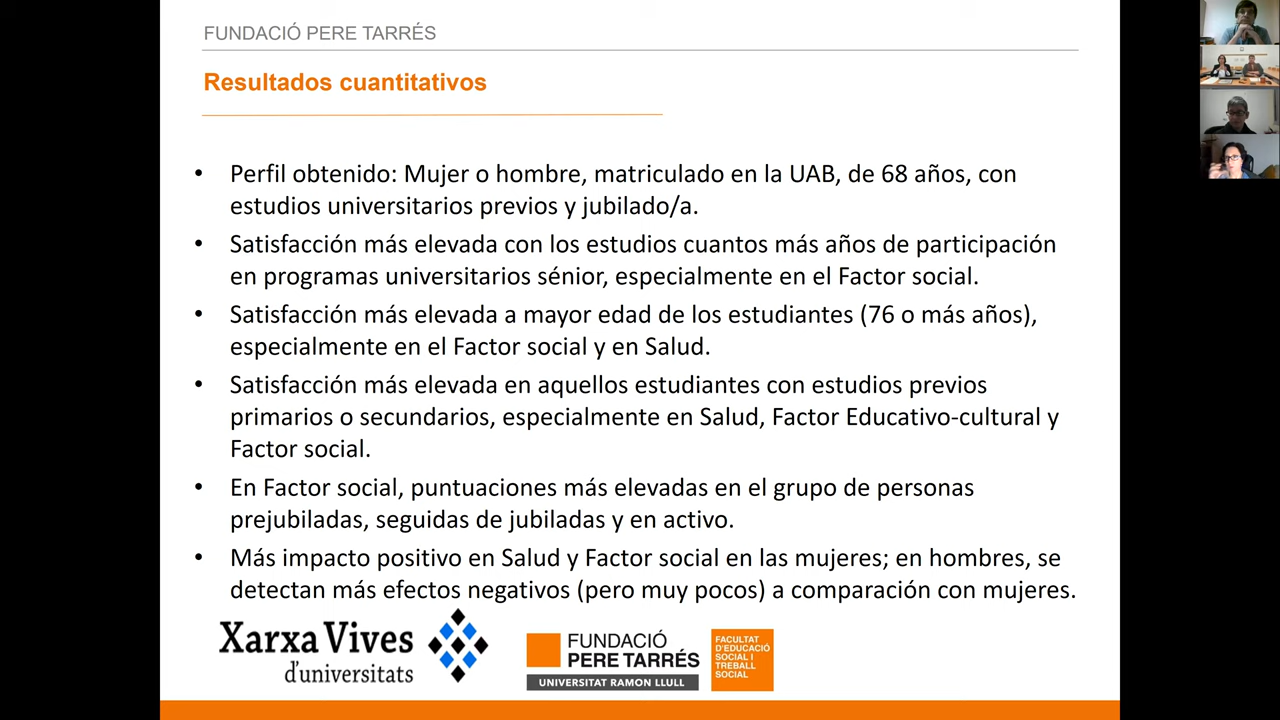 FUNDACIÓ PERE TARRÉS
Resultados cuantitativos
• Perfil obtenido: Mujer o hombre, matriculado en la UAB, de 68 años, con
estudios universitarios previos y jubilado/a.
• Satisfacción más elevada con los estudios cuantos más años de participación
en programas universitarios sénior, especialmente en el Factor social.
• Satisfacción más elevada a mayor edad de los estudiantes (76 o más años),
especialmente en el Factor social y en Salud.
• Satisfacción más elevada en aquellos estudiantes con estudios previos
primarios o secundarios, especialmente en Salud, Factor Educativo-cultural y
Factor social.
• En Factor social, puntuaciones más elevadas en el grupo de personas
prejubiladas, seguidas de jubiladas y en activo.
• Más impacto positivo en Salud y Factor social en las mujeres; en hombres, se
detectan más efectos negativos (pero muy pocos) a comparación con mujeres.
Xarxa Vives
d'universitats
FUNDACIÓ
PERE TARRÉS
UNIVERSITAT RAMON LLULL
FACULTAT
D'EDUCACIÓ
SOCIAL I
TREBALL
SOCIAL